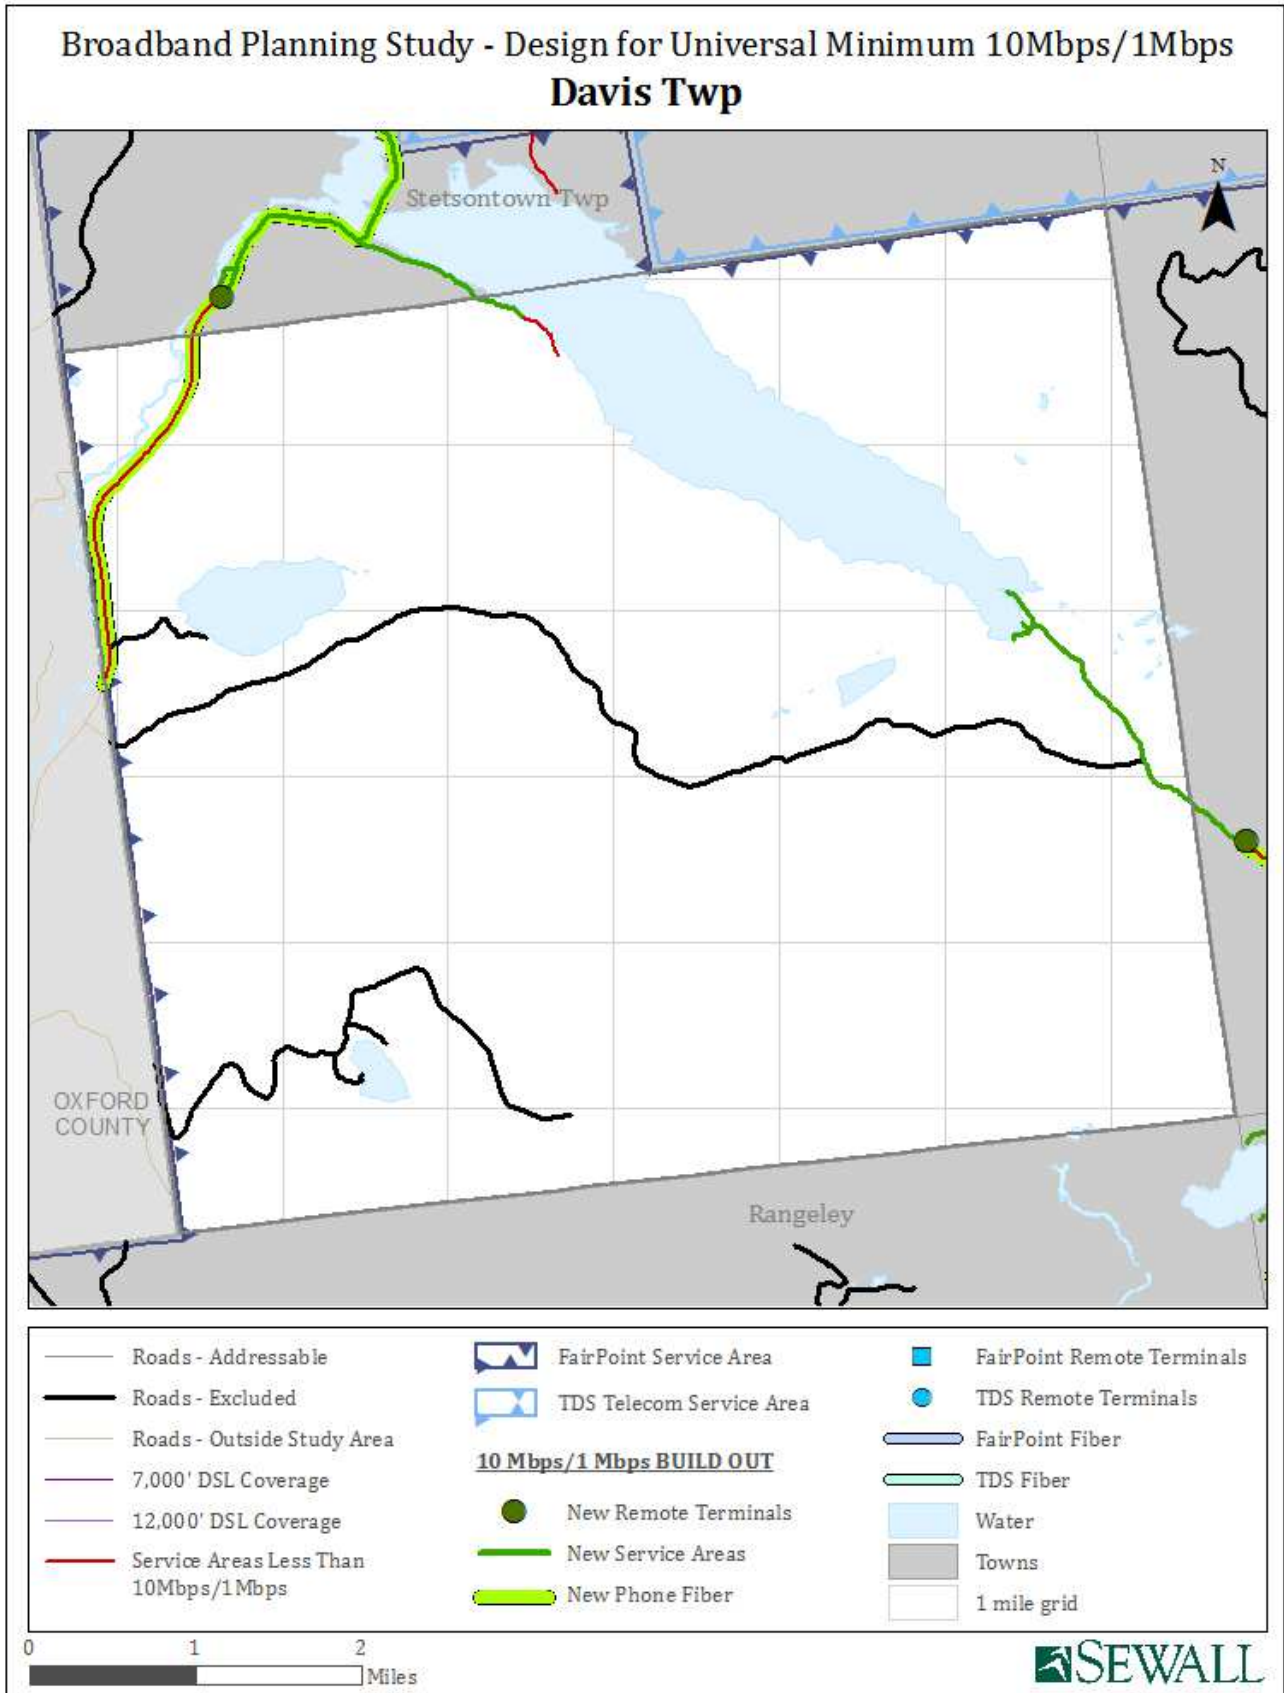 Broadband Planning Study - Design for Universal Minimum 10Mbps/1Mbps
Davis Twp
Stetsontown Twp
N
OXFORD
COUNTY
Rangeley
Roads - Addressable
Roads - Excluded
Roads - Outside Study Area
7,000' DSL Coverage
12,000' DSL Coverage
Service Areas Less Than
10Mbps/1Mbps
FairPoint Service Area
TDS Telecom Service Area
10 Mbps/1 Mbps BUILD OUT
New Remote Terminals
New Service Areas
New Phone Fiber
FairPoint Remote Terminals
TDS Remote Terminals
FairPoint Fiber
TDS Fiber
Water
Towns
1 mile grid
0 1 2
Miles
SEWALL